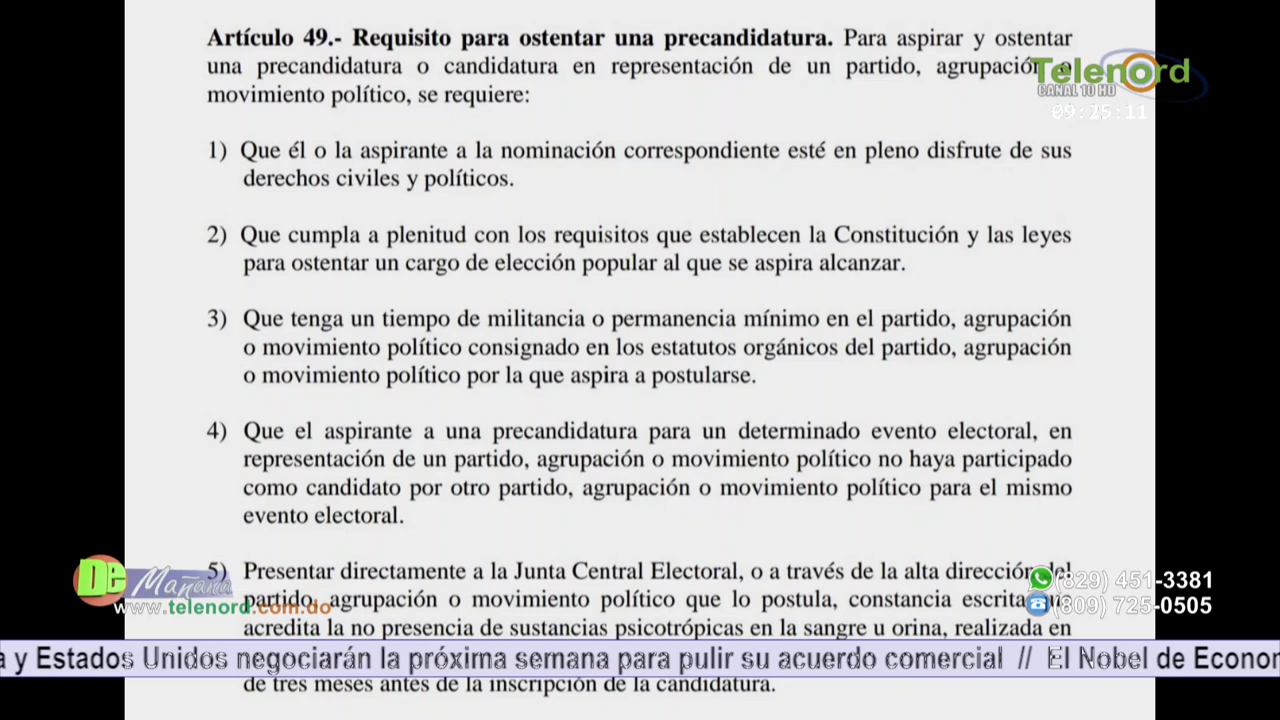 Artículo 49.- Requisito para ostentar una precandidatura. Para aspirar y ostentar
una precandidatura o candidatura en representación de un partido, agrupación o
movimiento político, se requiere:
Telenord
CANAL 10 HD
09:25:11
1) Que él o la aspirante a la nominación correspondiente esté en pleno disfrute de sus
derechos civiles y políticos.
2) Que cumpla a plenitud con los requisitos que establecen la Constitución y las leyes
para ostentar un cargo de elección popular al que se aspira alcanzar.
3) Que tenga un tiempo de militancia o permanencia mínimo en el partido, agrupación
o movimiento político consignado en los estatutos orgánicos del partido, agrupación
o movimiento político por la que aspira a postularse.
4) Que el aspirante a una precandidatura para un determinado evento electoral, en
representación de un partido, agrupación o movimiento político no haya participado
como candidato por otro partido, agrupación o movimiento político para el mismo
evento electoral.
5) Presentar directamente a la Junta Central Electoral, o a través de la alta dirección del
partido, agrupación o movimiento político que lo postula, constancia escrita que
acredita la no presencia de sustancias psicotrópicas en la sangre u orina, realizada en
de tres meses antes de la inscripción de la candidatura.
De Mañana
www.telenord.com.do
(829) 451-3381
(809) 725-0505
a y Estados Unidos negociarán la próxima semana para pulir su acuerdo comercial // El Nobel de Econor